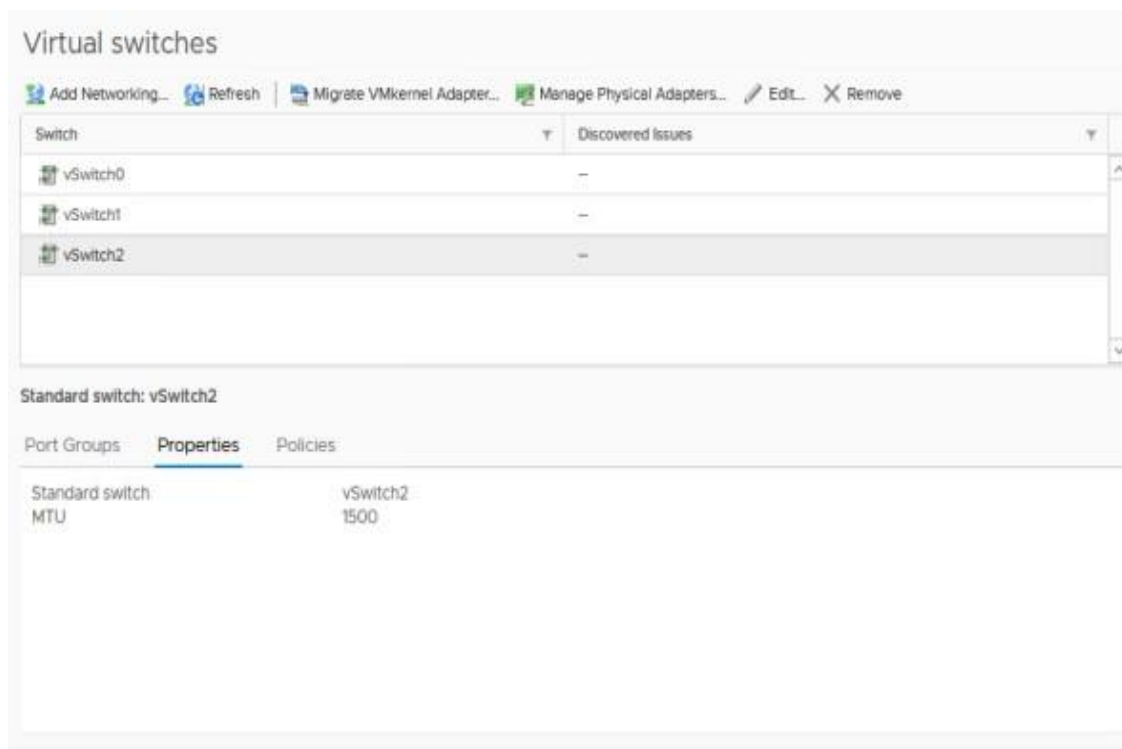 Virtual switches
Add Networking... Refresh Migrate VMkernel Adapter... Manage Physical Adapters... Edit... Remove
Switch Discovered Issues
vSwitch0 --
vSwitch1 --
vSwitch2 --
Standard switch: vSwitch2
Port Groups Properties Policies
Standard switch vSwitch2
MTU 1500